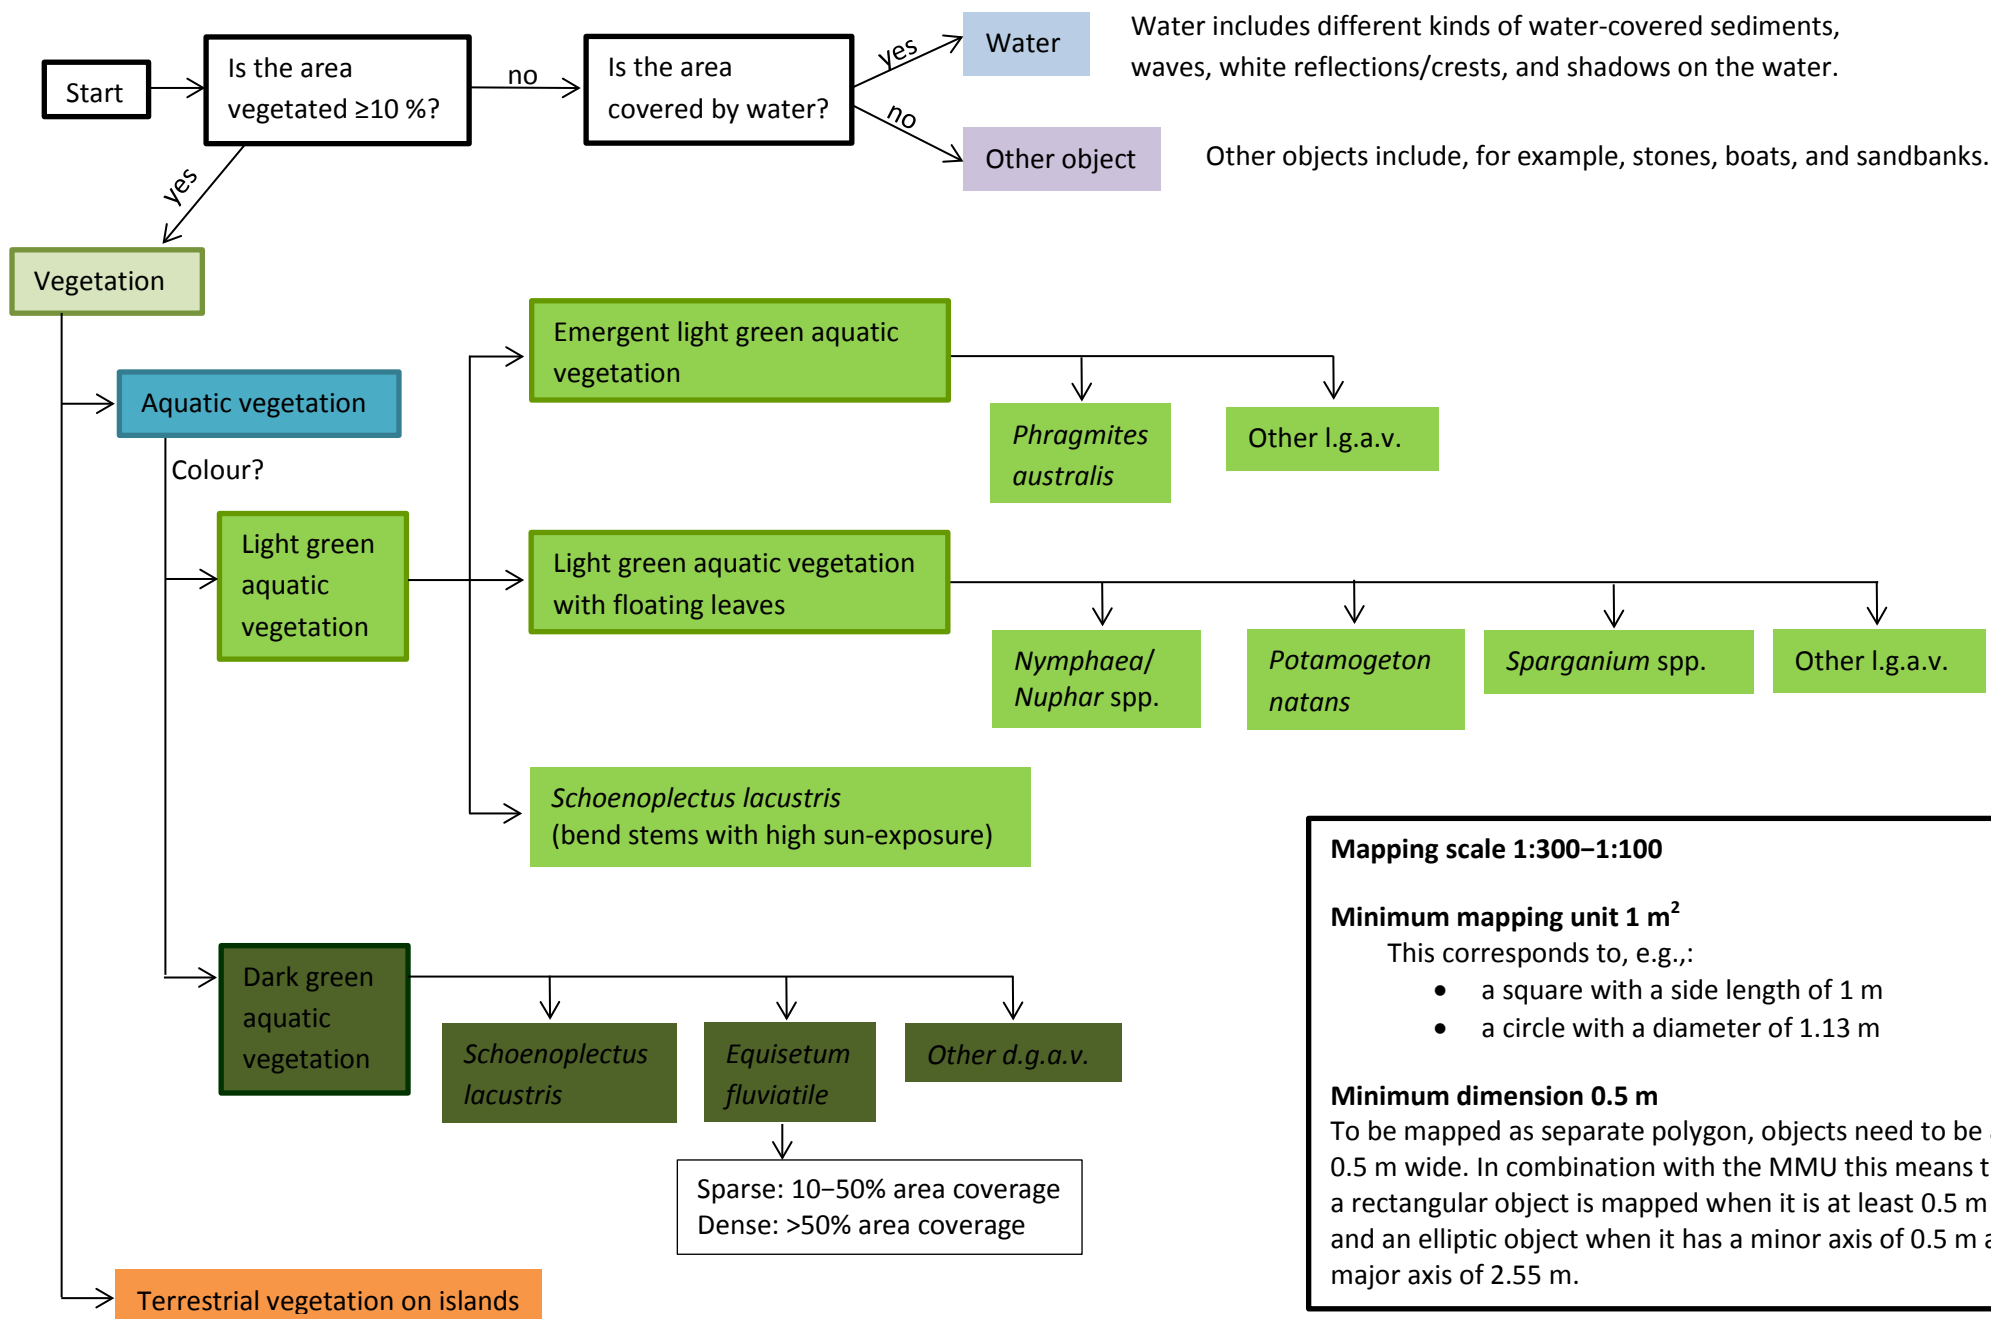 Start
Is the area
vegetated ≥10 %?
no
Is the area
covered by water?
yes
Water
Water includes different kinds of water-covered sediments,
waves, white reflections/crests, and shadows on the water.
no
Other object
Other objects include, for example, stones, boats, and sandbanks.
yes
Vegetation
Aquatic vegetation
Colour?
Light green
aquatic
vegetation
Emergent light green aquatic
vegetation
Phragmites
australis
Other l.g.a.v.
Light green aquatic vegetation
with floating leaves
Nymphaea/
Nuphar spp.
Potamogeton
natans
Sparganium spp.
Other l.g.a.v.
Schoenoplectus lacustris
(bend stems with high sun-exposure)
Dark green
aquatic
vegetation
Schoenoplectus
lacustris
Equisetum
fluviatile
Other d.g.a.v.
Sparse: 10–50% area coverage
Dense: >50% area coverage
Terrestrial vegetation on islands
Mapping scale 1:300–1:100
Minimum mapping unit 1 m²
This corresponds to, e.g.,:
• a square with a side length of 1 m
• a circle with a diameter of 1.13 m
Minimum dimension 0.5 m
To be mapped as separate polygon, objects need to be
0.5 m wide. In combination with the MMU this means
a rectangular object is mapped when it is at least 0.5 m
and an elliptic object when it has a minor axis of 0.5 m
major axis of 2.55 m.